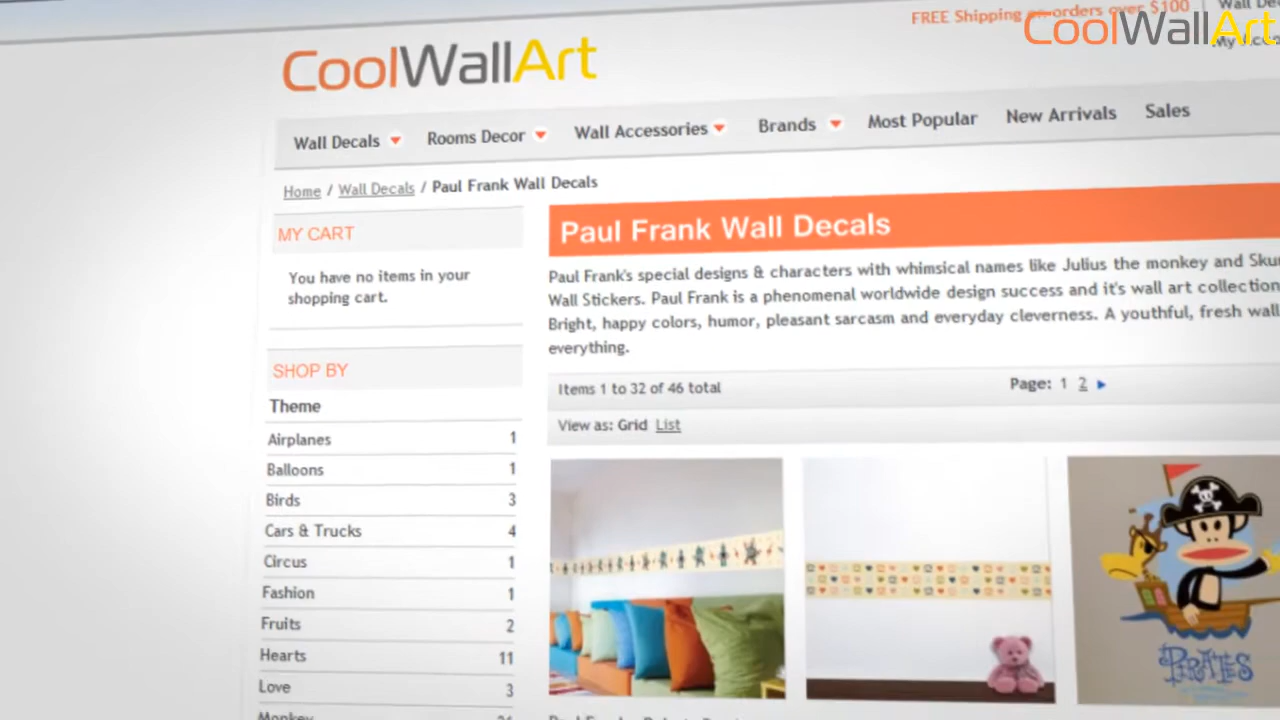 FREE Shipping on orders over $100
CoolWallArt
CoolWallArt
Wall Decals Rooms Decor Wall Accessories Brands Most Popular New Arrivals Sales
Home / Wall Decals / Paul Frank Wall Decals
MY CART
You have no items in your
shopping cart.
SHOP BY
Theme
Airplanes 1
Balloons 1
Birds 3
Cars & Trucks 4
Circus 1
Fashion 1
Fruits 2
Hearts 11
Love 3
Monkey
Paul Frank Wall Decals
Paul Frank's special designs & characters with whimsical names like Julius the monkey and
Wall Stickers. Paul Frank is a phenomenal worldwide design success and it's wall art collection
Bright, happy colors, humor, pleasant sarcasm and everyday cleverness. A youthful, fresh wall
everything.
Items 1 to 32 of 46 total Page: 1 2
View as: Grid List
PIRATES